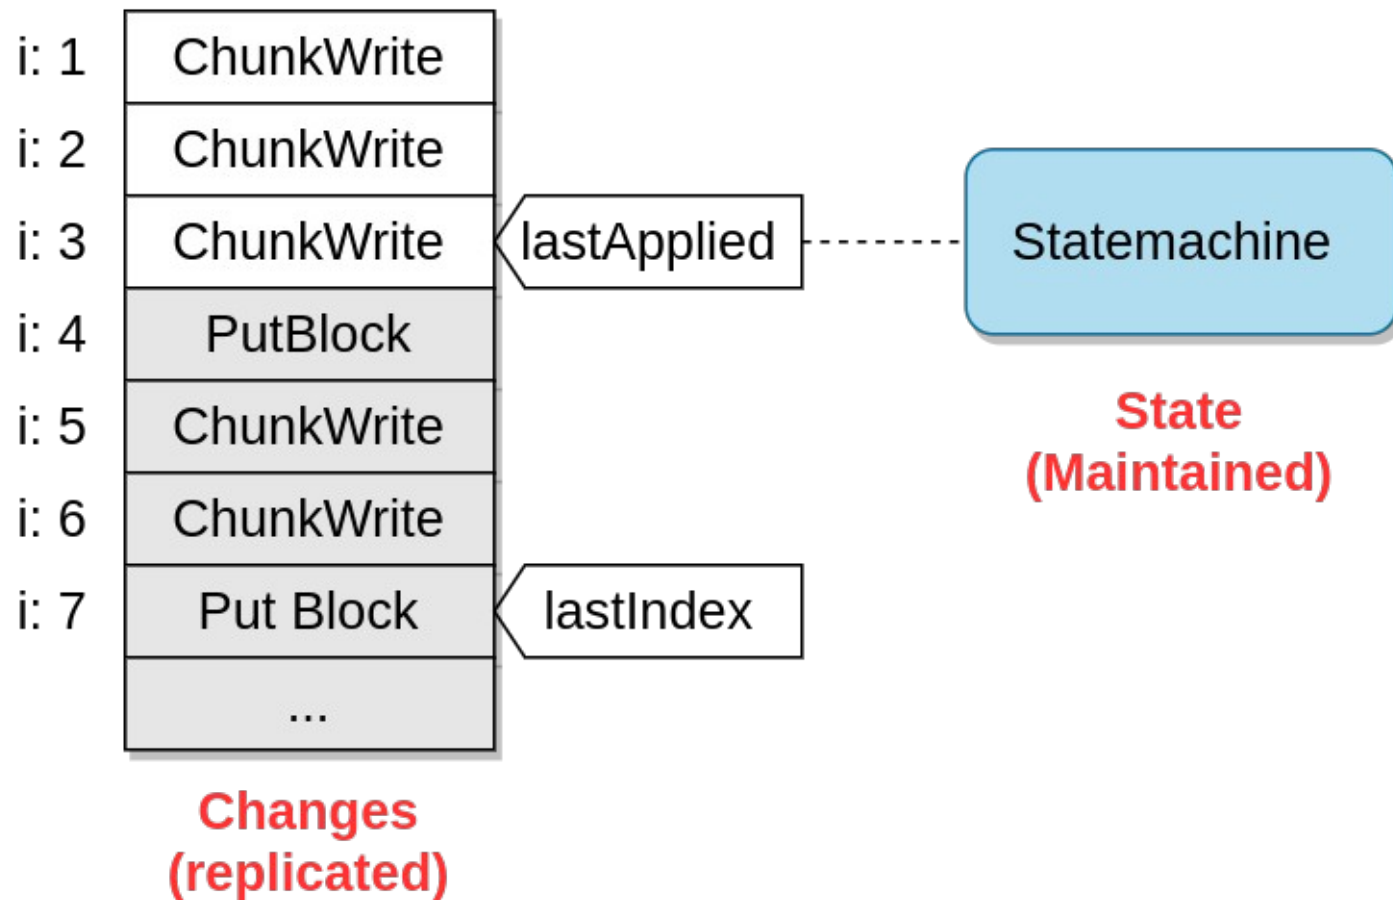 i: 1 ChunkWrite
i: 2 ChunkWrite
i: 3 ChunkWrite lastApplied Statemachine
i: 4 PutBlock
i: 5 ChunkWrite
i: 6 ChunkWrite
i: 7 Put Block lastIndex
...
Changes
(replicated)
State
(Maintained)